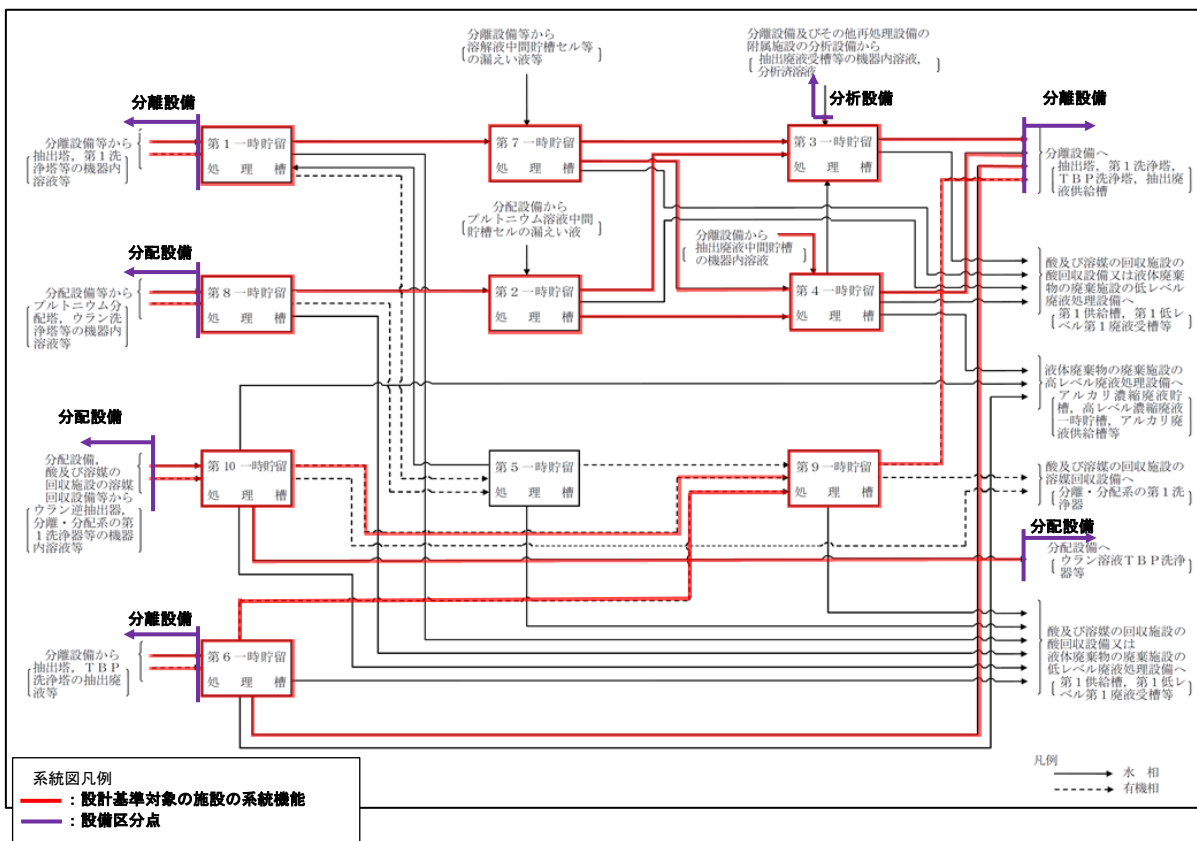 分離設備等から
溶解液中間貯槽セル等
の漏えい液等
分離設備及びその他再処理設備の
附属施設の分析設備から
抽出廃液受槽等の機器内溶液,
分析済溶液
分離設備
分析設備
分離設備
分離設備等から
抽出塔,第1洗
浄塔等の機器内
溶液等
第1一時貯留
処 理 槽
第7一時貯留
処 理 槽
第3一時貯留
処 理 槽
分離設備へ
抽出塔,第1洗浄塔,
TBP洗浄塔,抽出廃
液供給槽
分配設備から
プルトニウム溶液中間
貯槽セルの漏えい液
分離設備から
抽出廃液中間貯槽
の機器内溶液
分配設備
分配設備等から
プルトニウム分
配塔,ウラン洗
浄塔等の機器内
溶液等
第8一時貯留
処 理 槽
第2一時貯留
処 理 槽
第4一時貯留
処 理 槽
酸及び溶媒の回収施設の
酸回収設備又は液体廃棄
物の廃棄施設の低レベル
廃液処理設備へ
第1供給槽,第1低レ
ベル第1廃液受槽等
液体廃棄物の廃棄施設の
高レベル廃液処理設備へ
アルカリ濃縮廃液貯
槽,高レベル濃縮廃液
一時貯槽,アルカリ廃
液供給槽等
分配設備
分配設備,
酸及び溶媒の
回収施設の溶媒
回収設備等から
ウラン逆抽出器,
分離・分配系の第
1洗浄器等の機器
内溶液等
第10一時貯留
処 理 槽
第5一時貯留
処 理 槽
第9一時貯留
処 理 槽
酸及び溶媒の回収施設の
溶媒回収設備へ
分離・分配系の第1洗
浄器
分配設備
分配設備へ
ウラン溶液TBP洗浄
器等
分離設備
分離設備から
抽出塔,TBP
洗浄塔の抽出廃
液等
第6一時貯留
処 理 槽
酸及び溶媒の回収施設の
酸回収設備又は
液体廃棄物の廃棄施設の
低レベル廃液処理設備へ
第1供給槽,第1低レ
ベル第1廃液受槽等
凡例
水 相
有機相
系統図凡例
:設計基準対象の施設の系統機能
:設備区分点